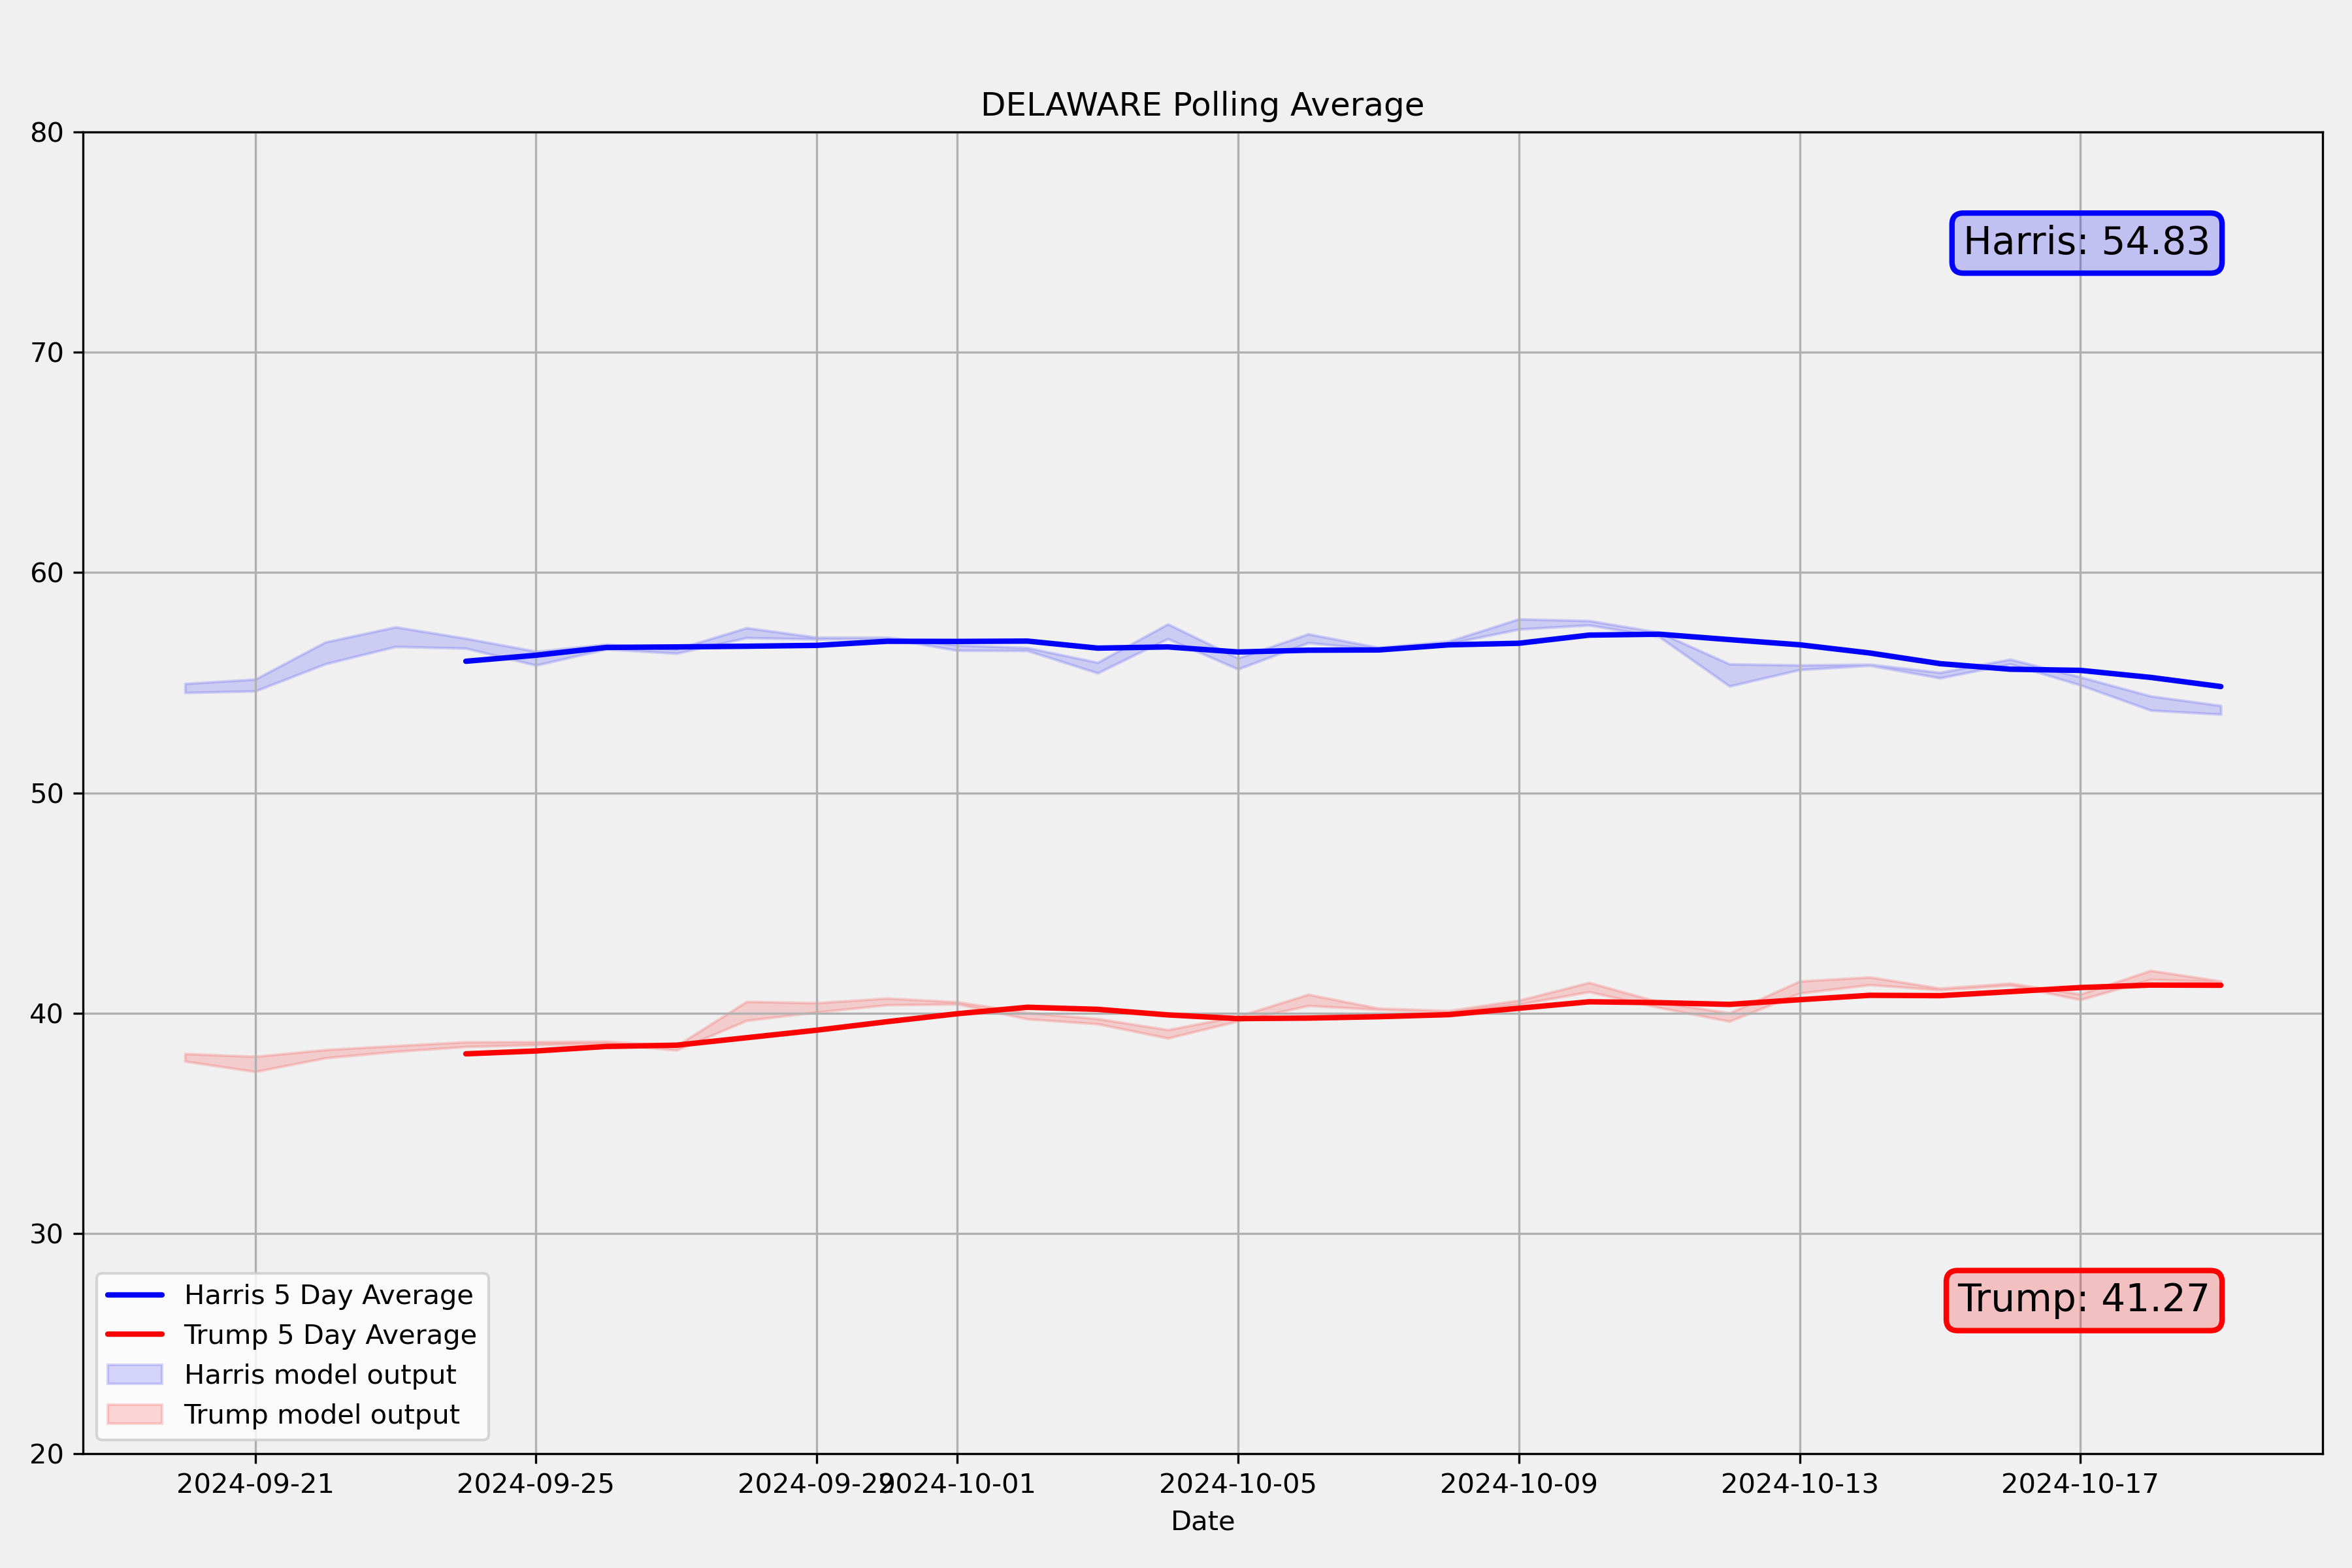 DELAWARE Polling Average
80
70
60
50
40
30
20
Harris: 54.83
Trump: 41.27
Harris 5 Day Average
Trump 5 Day Average
Harris model output
Trump model output
2024-09-21 2024-09-25 2024-09-29 2024-10-01 2024-10-05 2024-10-09 2024-10-13 2024-10-17
Date